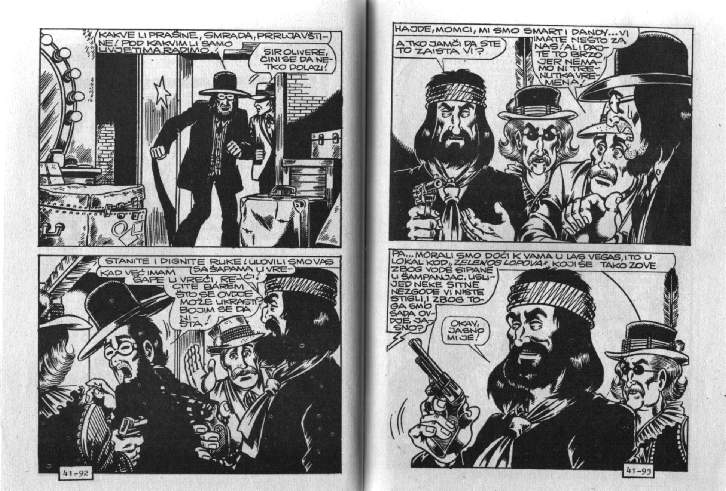 KAKVE LI PRAŠINE, SMRADA, PRRLJAVŠTI-
NE! POD KAKVIM LI SAMO
UVJETIMA RADIMO!
SIR OLIVERE,
ČINI SE DA NE-
TKO DOLAZI!
STANITE I DIGNITE RUKE! ULOVILI SMO VAS
SA ŠAPAMA U VRE-
KAD VEĆ IMAM
ŠAPE U VREĆI, RECI-
TE BAREM
ŠTO SE OVDJE
MOŽE UKRASTI?
BOJIM SE DA
NI-
ŠTA!
41-92
HAJDE, MOMCI, MI SMO SMART I DANDY...VI
IMATE NEŠTO ZA
NAS! ALI DAJ-
TE TO BRZO
JER NEMA-
MO NI TRE-
NUTKA VRE-
MENA!
A TKO JAMČI DA STE
TO ZAISTA VI?
PA... MORALI SMO DOĆI K VAMA U LAS VEGAS, I TO U
LOKAL KOD "ZELENOG LOPOVA", KOJI SE TAKO ZOVE
ZBOG VODE SIPANE
U ŠAMPANJAC. USLI-
JED NEKE SITNE
NEZGODE VI NISTE
STIGLI I ZBOG TO-
GA SMO
SADA OV-
DJE. JA-
SNO?
OKAY,
JASNO
MI JE!
41-93